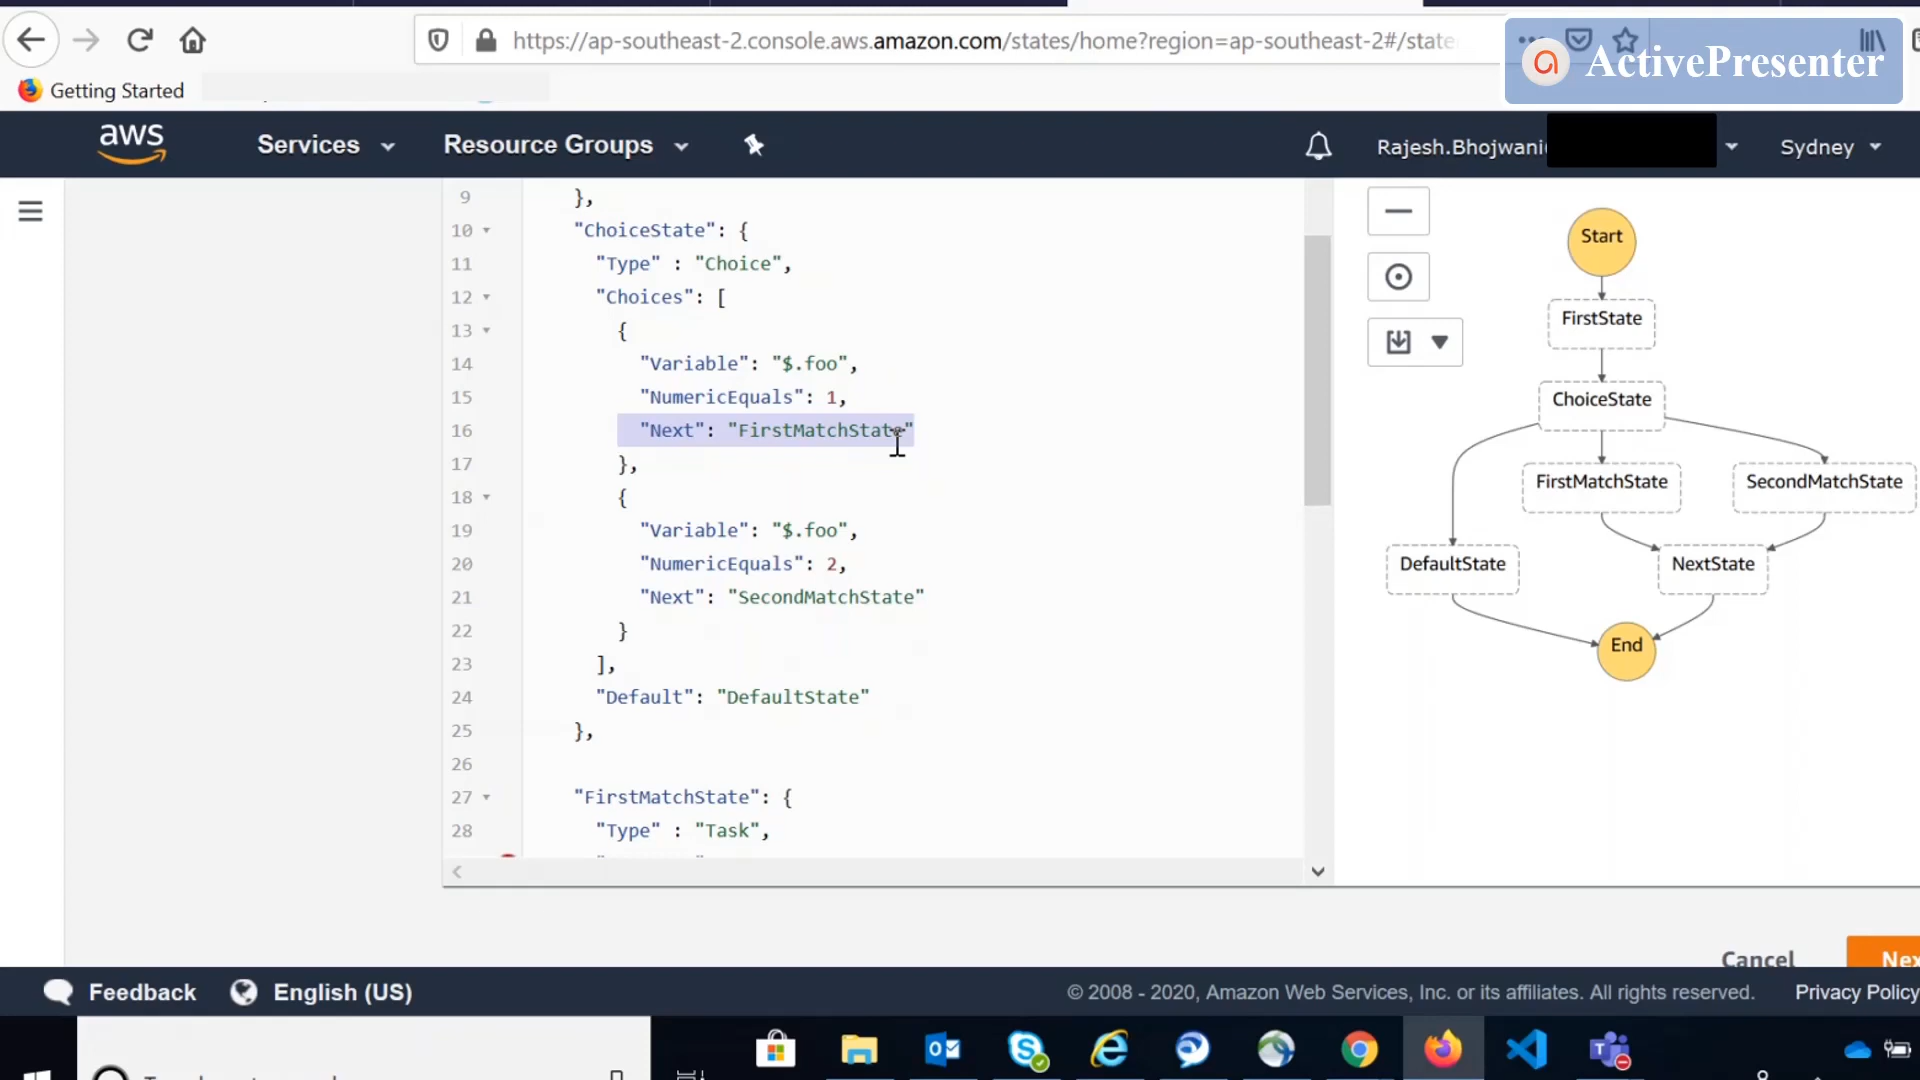 https://ap-southeast-2.console.aws.amazon.com/states/home?region=ap-southeast-2#/state
ActivePresenter
Getting Started
aws
Services
Resource Groups
Rajesh.Bhojwani
Sydney
9 },
10 "ChoiceState": {
11 "Type" : "Choice",
12 "Choices": [
13 {
14 "Variable": "$.foo",
15 "NumericEquals": 1,
16 "Next": "FirstMatchState"
17 },
18 {
19 "Variable": "$.foo",
20 "NumericEquals": 2,
21 "Next": "SecondMatchState"
22 }
23 ],
24 "Default": "DefaultState"
25 },
26
27 "FirstMatchState": {
28 "Type" : "Task",
Start
FirstState
ChoiceState
FirstMatchState
SecondMatchState
DefaultState
NextState
End
Cancel
Nex
Feedback
English (US)
© 2008 - 2020, Amazon Web Services, Inc. or its affiliates. All rights reserved.
Privacy Policy